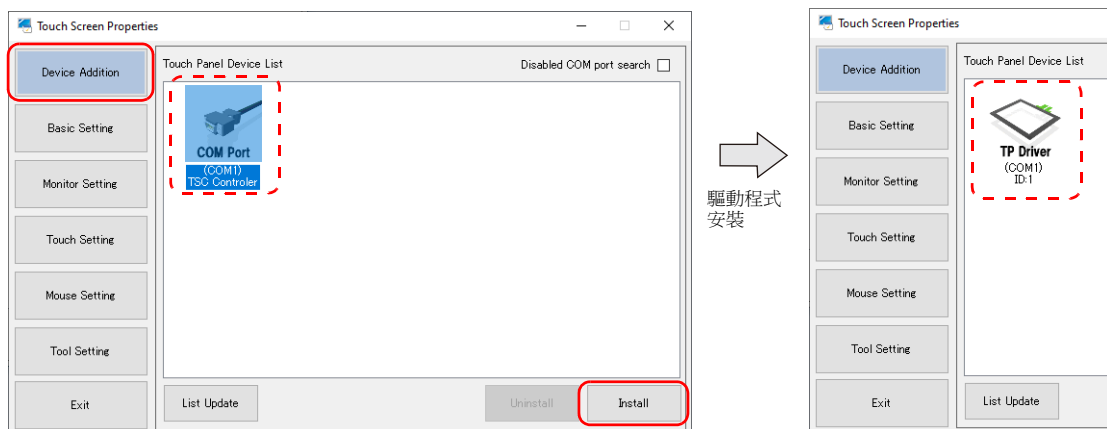 Touch Screen Properties
Device Addition
Basic Setting
Monitor Setting
Touch Setting
Mouse Setting
Tool Setting
Exit
Touch Panel Device List
Disabled COM port search
COM Port
(COM1)
TSC Controler
List Update
Uninstall
Install
驅動程式
安裝
Touch Screen Properties
Device Addition
Basic Setting
Monitor Setting
Touch Setting
Mouse Setting
Tool Setting
Exit
Touch Panel Device List
TP Driver
(COM1)
ID:1
List Update